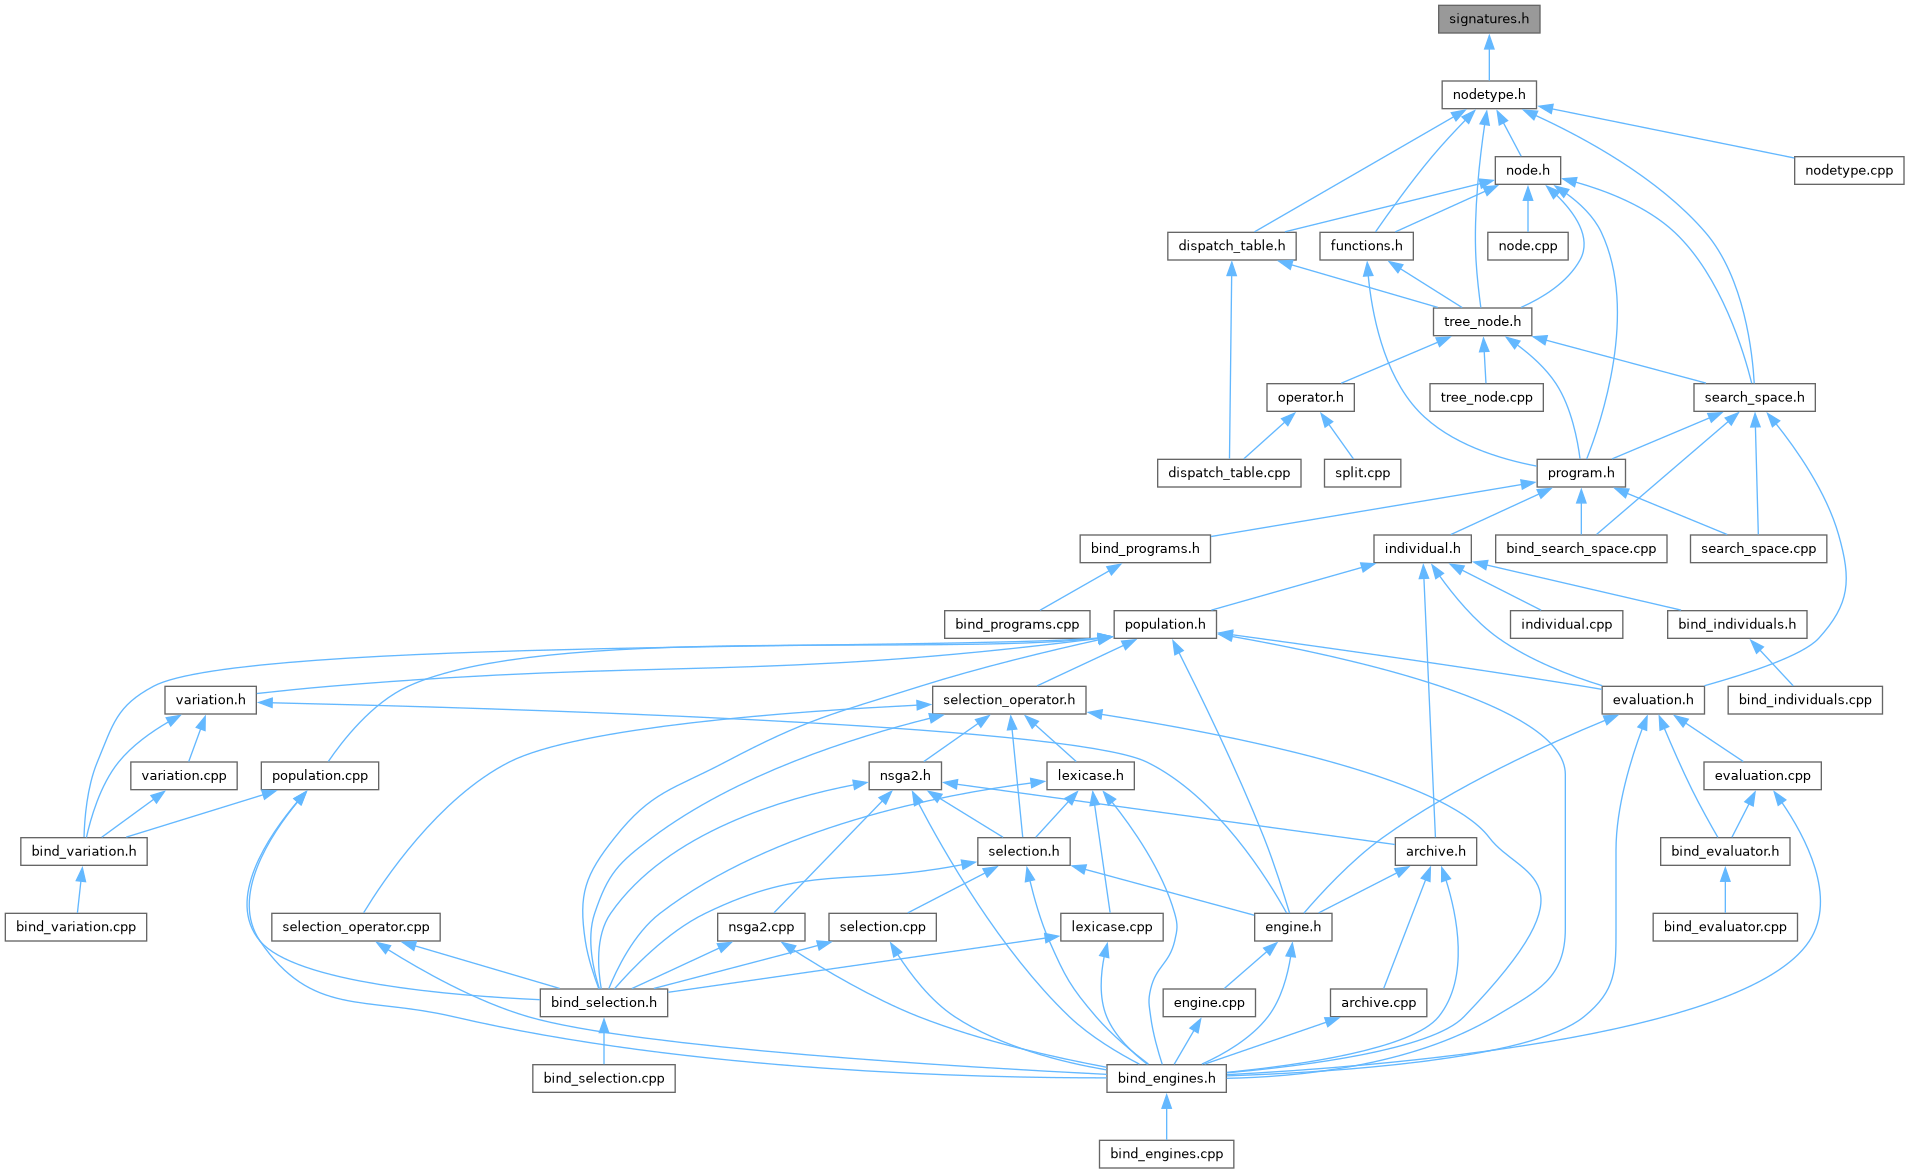 signatures.h
nodetype.h
node.h
nodetype.cpp
dispatch_table.h
functions.h
node.cpp
tree_node.h
operator.h
tree_node.cpp
search_space.h
dispatch_table.cpp
split.cpp
program.h
bind_programs.h
individual.h
bind_search_space.cpp
search_space.cpp
bind_programs.cpp
population.h
individual.cpp
bind_individuals.h
variation.h
selection_operator.h
evaluation.h
bind_individuals.cpp
variation.cpp
population.cpp
nsga2.h
lexicase.h
evaluation.cpp
bind_variation.h
selection.h
archive.h
bind_evaluator.h
bind_variation.cpp
selection_operator.cpp
nsga2.cpp
selection.cpp
lexicase.cpp
engine.h
bind_evaluator.cpp
bind_selection.h
engine.cpp
archive.cpp
bind_selection.cpp
bind_engines.h
bind_engines.cpp